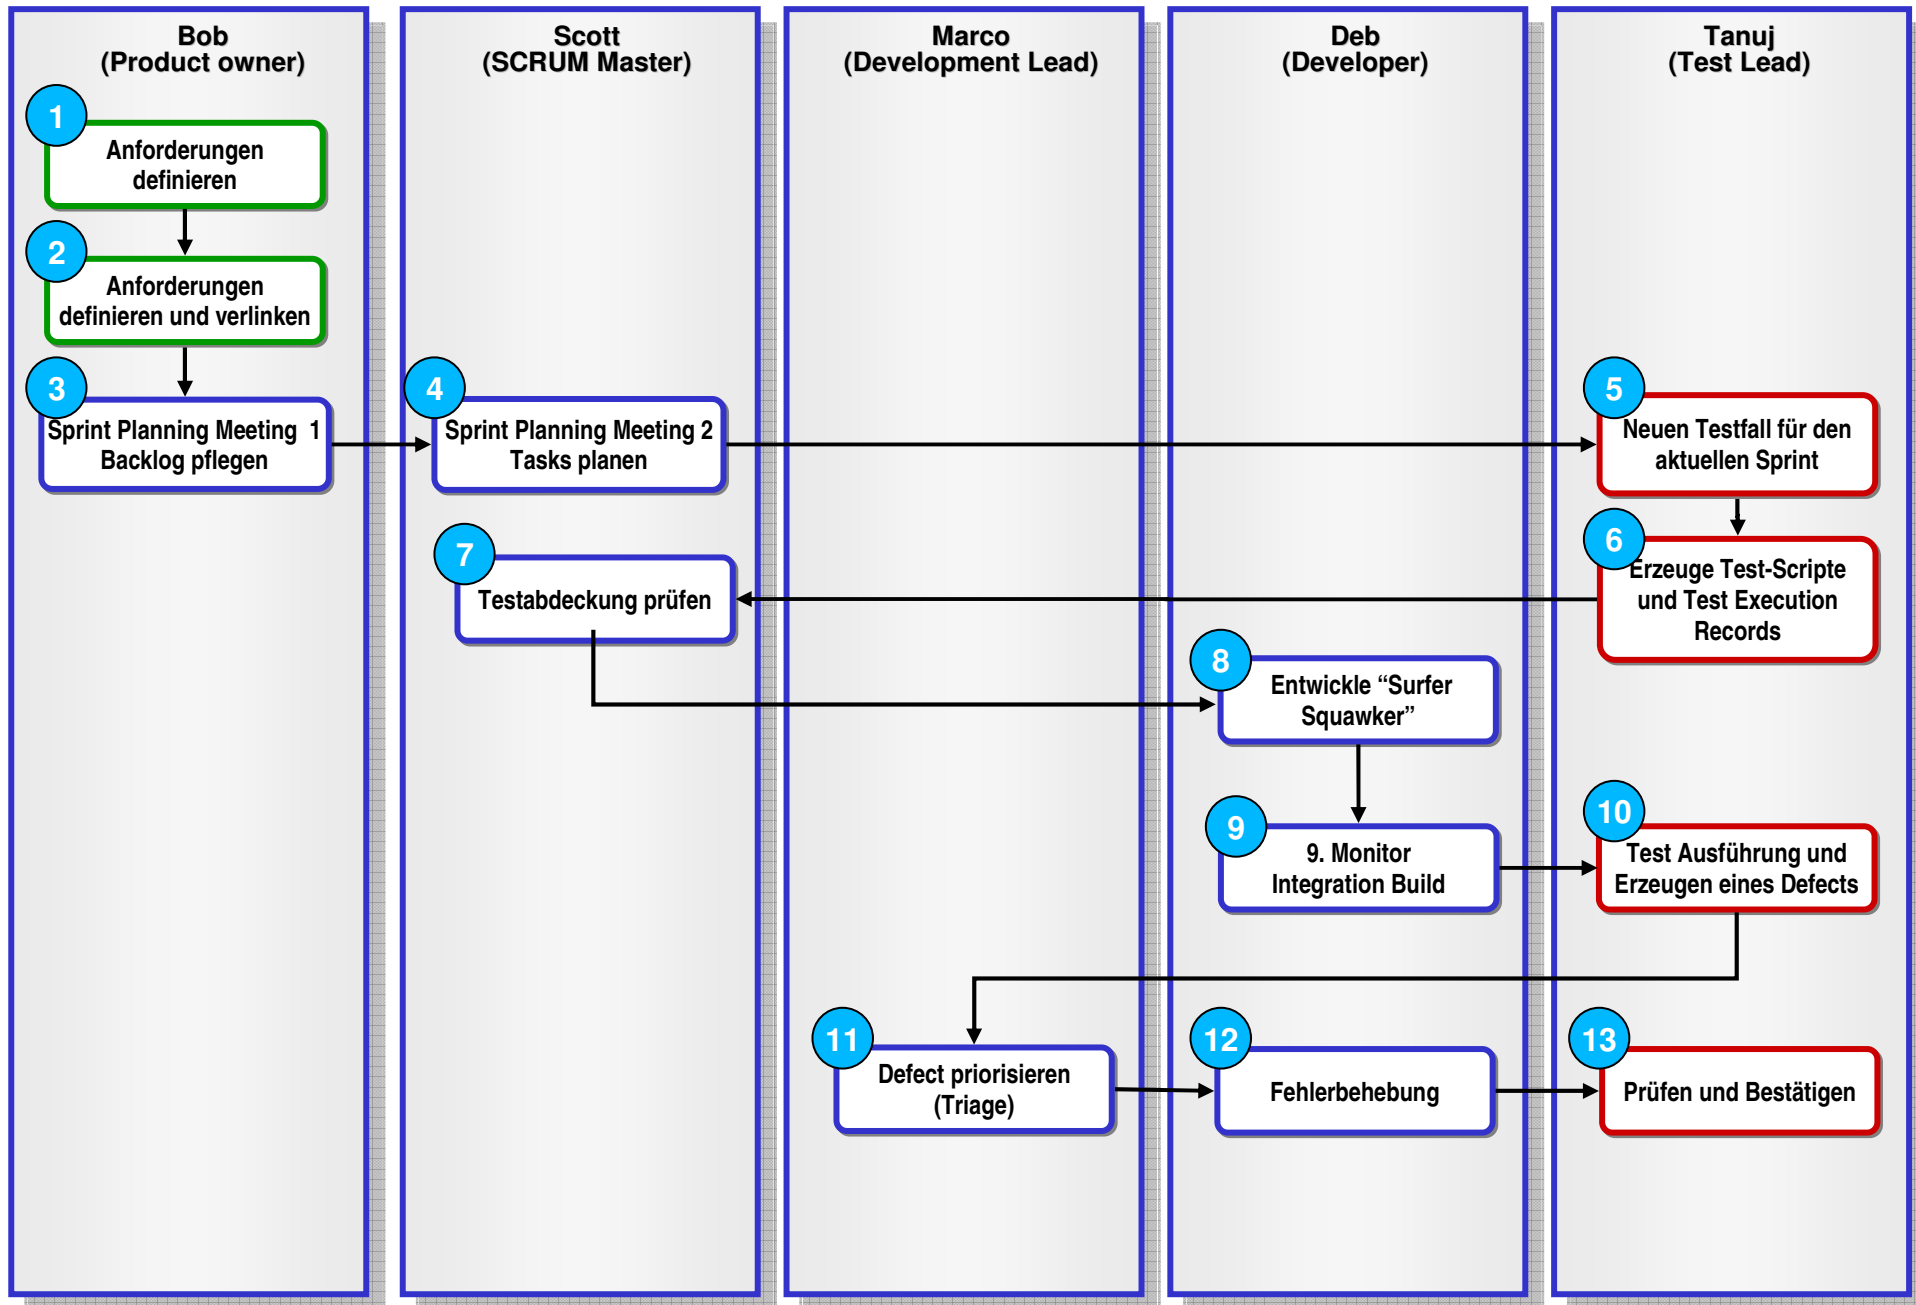 Bob
(Product owner)
Scott
(SCRUM Master)
Marco
(Development Lead)
Deb
(Developer)
Tanuj
(Test Lead)
1
Anforderungen
definieren
2
Anforderungen
definieren und verlinken
3
Sprint Planning Meeting 1
Backlog pflegen
4
Sprint Planning Meeting 2
Tasks planen
5
Neuen Testfall für den
aktuellen Sprint
6
Erzeuge Test-Scripte
und Test Execution
Records
7
Testabdeckung prüfen
8
Entwickle “Surfer
Squawker”
9
9. Monitor
Integration Build
10
Test Ausführung und
Erzeugen eines Defects
11
Defect priorisieren
(Triage)
12
Fehlerbehebung
13
Prüfen und Bestätigen